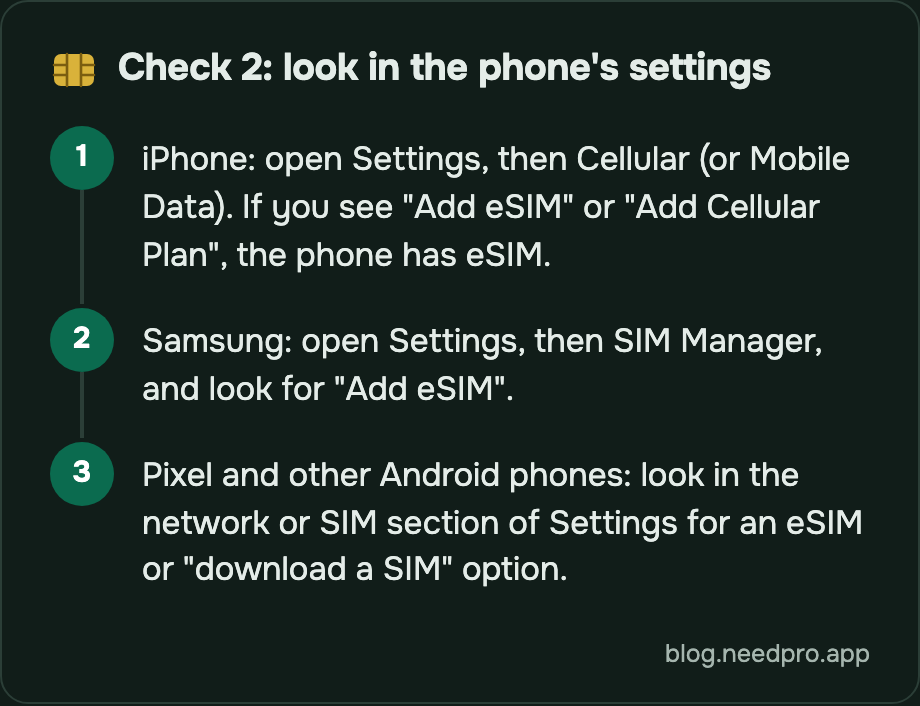 Check 2: look in the phone's settings
1
iPhone: open Settings, then Cellular (or Mobile
Data). If you see "Add eSIM" or "Add Cellular
Plan", the phone has eSIM.
2
Samsung: open Settings, then SIM Manager,
and look for "Add eSIM".
3
Pixel and other Android phones: look in the
network or SIM section of Settings for an eSIM
or "download a SIM" option.
blog.needpro.app